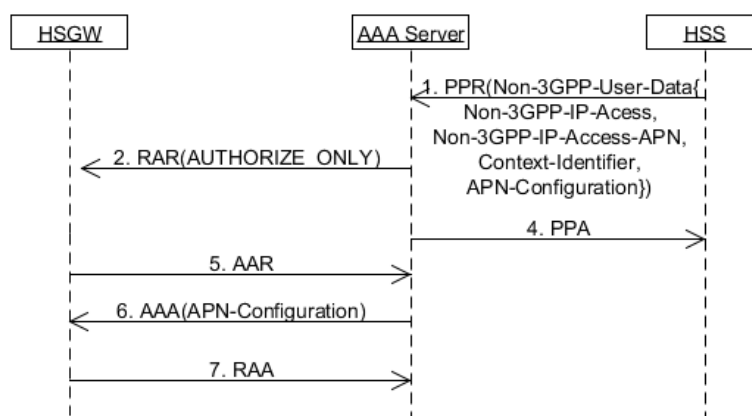 HSGW
AAA Server
HSS
1. PPR(Non-3GPP-User-Data{
Non-3GPP-IP-Acess,
Non-3GPP-IP-Access-APN,
Context-Identifier,
APN-Configuration})
2. RAR(AUTHORIZE_ONLY)
4. PPA
5. AAR
6. AAA(APN-Configuration)
7. RAA